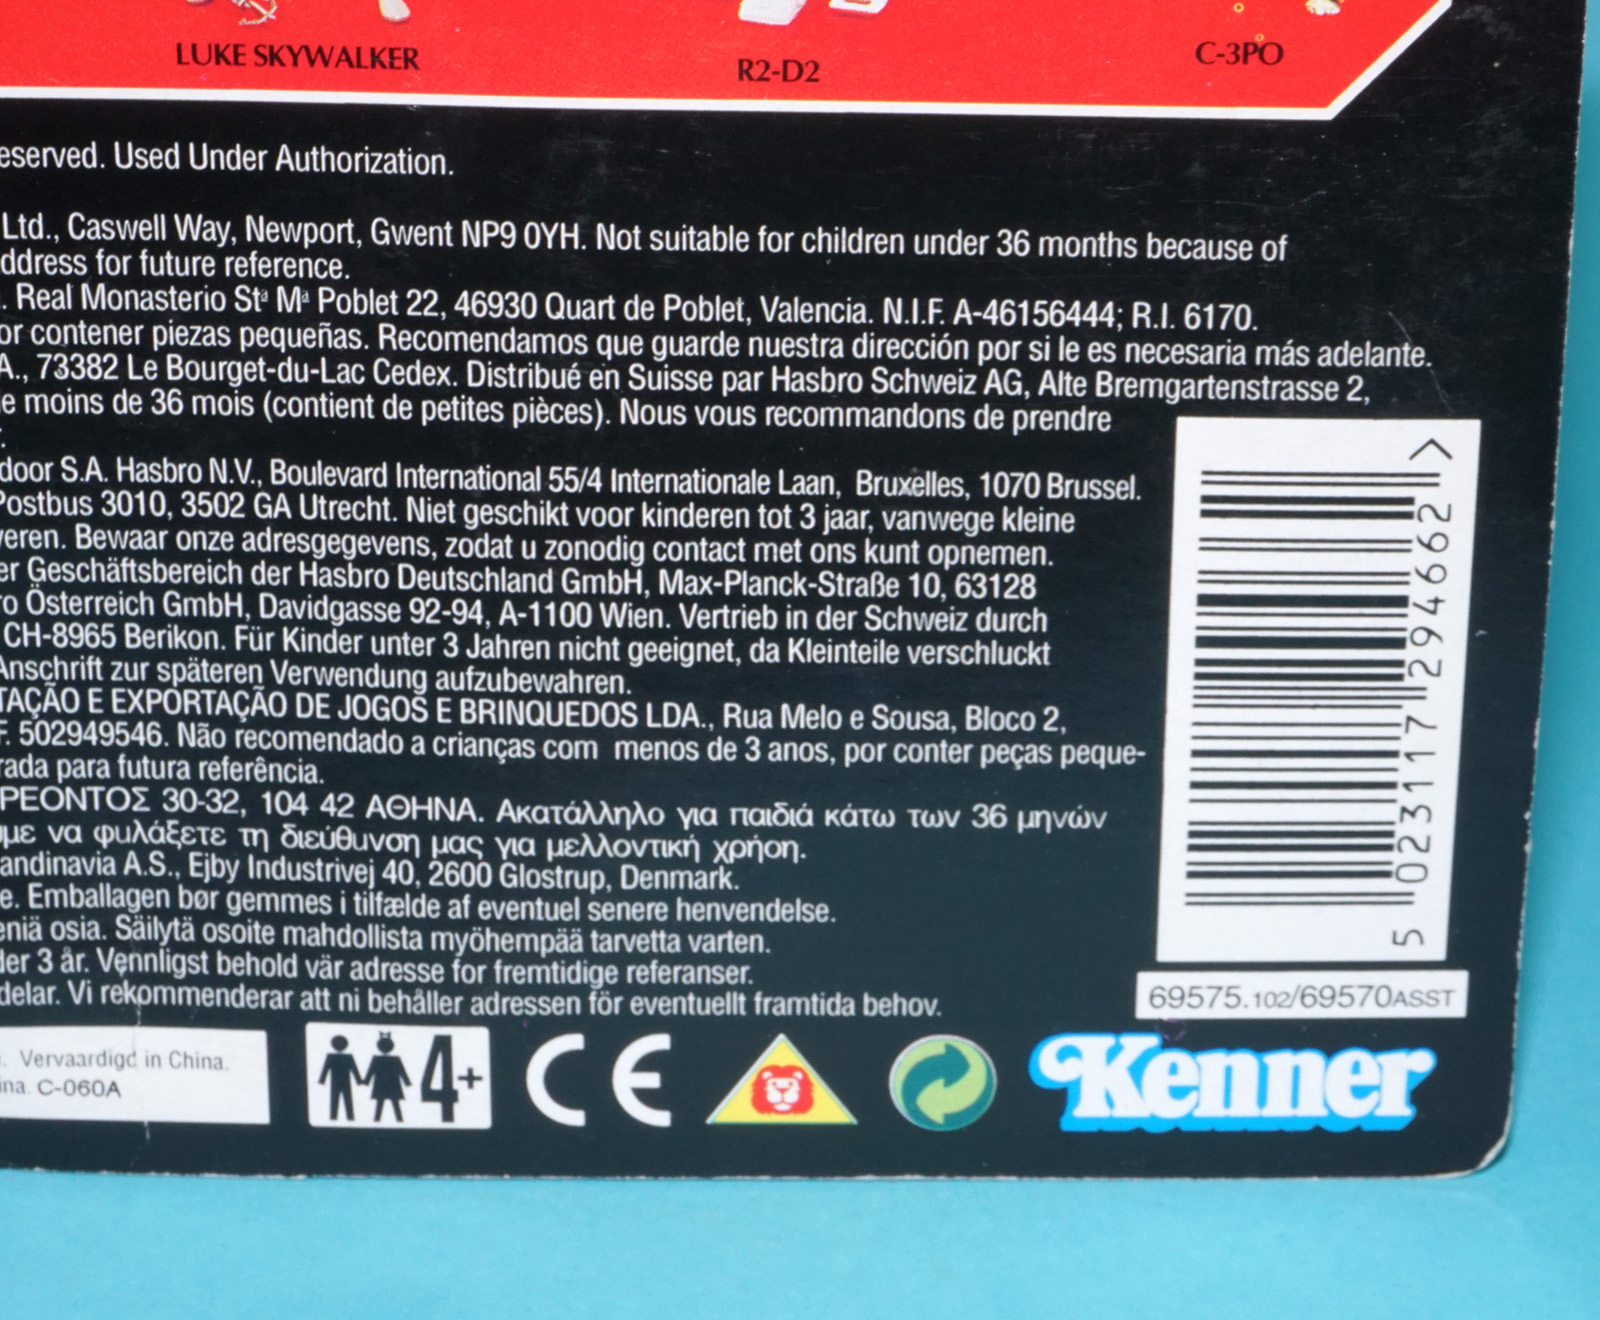 LUKE SKYWALKER
R2-D2
C-3PO
eserved. Used Under Authorization.
Ltd., Caswell Way, Newport, Gwent NP9 0YH. Not suitable for children under 36 months because of
ddress for future reference.
. Real Monasterio Stª Mª Poblet 22, 46930 Quart de Poblet, Valencia. N.I.F. A-46156444; R.I. 6170.
or contener piezas pequeñas. Recomendamos que guarde nuestra dirección por si le es necesaria más adelante.
A., 73382 Le Bourget-du-Lac Cedex. Distribué en Suisse par Hasbro Schweiz AG, Alte Bremgartenstrasse 2,
e moins de 36 mois (contient de petites pièces). Nous vous recommandons de prendre
door S.A. Hasbro N.V., Boulevard International 55/4 Internationale Laan, Bruxelles, 1070 Brussel.
Postbus 3010, 3502 GA Utrecht. Niet geschikt voor kinderen tot 3 jaar, vanwege kleine
veren. Bewaar onze adresgegevens, zodat u zonodig contact met ons kunt opnemen.
er Geschäftsbereich der Hasbro Deutschland GmbH, Max-Planck-Straße 10, 63128
ro Österreich GmbH, Davidgasse 92-94, A-1100 Wien. Vertrieb in der Schweiz durch
CH-8965 Berikon. Für Kinder unter 3 Jahren nicht geeignet, da Kleinteile verschluckt
Anschrift zur späteren Verwendung aufzubewahren.
TAÇÃO E EXPORTAÇÃO DE JOGOS E BRINQUEDOS LDA., Rua Melo e Sousa, Bloco 2,
F. 502949546. Não recomendado a crianças com menos de 3 anos, por conter peças peque-
rada para futura referência.
ΡΕΟΝΤΟΣ 30-32, 104 42 ΑΘΗΝΑ. Ακατάλληλο για παιδιά κάτω των 36 μηνών
με να φυλάξετε τη διεύθυνση μας για μελλοντική χρήση.
andinavia A.S., Ejby Industrivej 40, 2600 Glostrup, Denmark.
e. Emballagen bør gemmes i tilfælde af eventuel senere henvendelse.
eniä osia. Säilytä osoite mahdollista myöhempää tarvetta varten.
der 3 år. Vennligst behold vär adresse for fremtidige referanser.
delar. Vi rekommenderar att ni behåller adressen för eventuellt framtida behov.
5 023117 294662 >
69575.102/69570ASST
. Vervaardigd in China.
ina. C-060A
4+
CE
Kenner